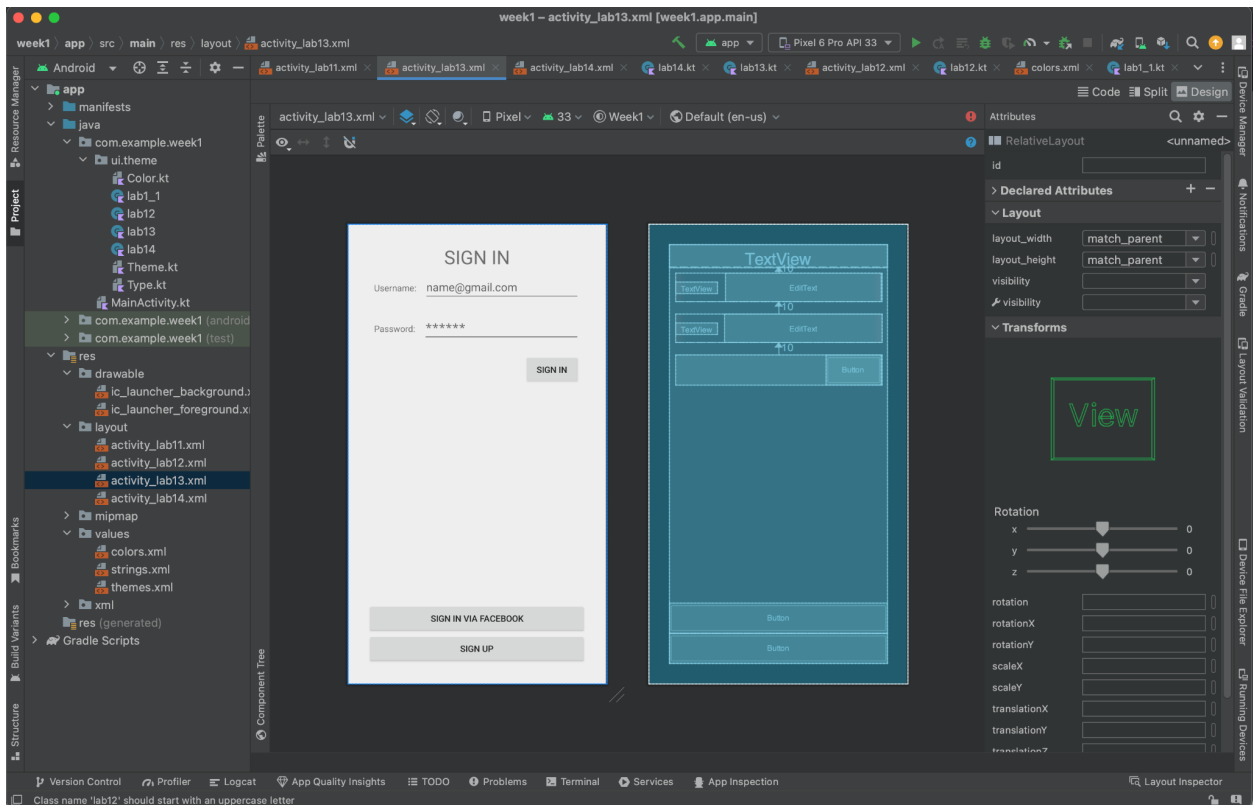 week1 – activity_lab13.xml [week1.app.main]
week1 app src main res layout activity_lab13.xml
app Pixel 6 Pro API 33
Android
activity_lab11.xml activity_lab13.xml activity_lab14.xml lab14.kt lab13.kt activity_lab12.xml lab12.kt colors.xml lab1_1.kt
Code Split Design
Resource Manager
Project
Bookmarks
Build Variants
Structure
app
manifests
java
com.example.week1
ui.theme
Color.kt
lab1_1
lab12
lab13
lab14
Theme.kt
Type.kt
MainActivity.kt
com.example.week1 (android
com.example.week1 (test)
res
drawable
ic_launcher_background.
ic_launcher_foreground.x
layout
activity_lab11.xml
activity_lab12.xml
activity_lab13.xml
activity_lab14.xml
mipmap
values
colors.xml
strings.xml
themes.xml
xml
res (generated)
Gradle Scripts
Palette
Component Tree
activity_lab13.xml Pixel 33 Week1 Default (en-us)
SIGN IN
Username: name@gmail.com
Password: ******
SIGN IN
SIGN IN VIA FACEBOOK
SIGN UP
TextView
10
TextView EditText
10
TextView EditText
10
Button
Button
Button
Attributes
RelativeLayout <unnamed>
id
Declared Attributes
Layout
layout_width match_parent
layout_height match_parent
visibility
visibility
Transforms
View
Rotation
x 0
y 0
z 0
rotation
rotationX
rotationY
scaleX
scaleY
translationX
translationY
translationZ
Device Manager
Notifications
Gradle
Layout Validation
Device File Explorer
Running Devices
Version Control Profiler Logcat App Quality Insights TODO Problems Terminal Services App Inspection Layout Inspector
Class name 'lab12' should start with an uppercase letter